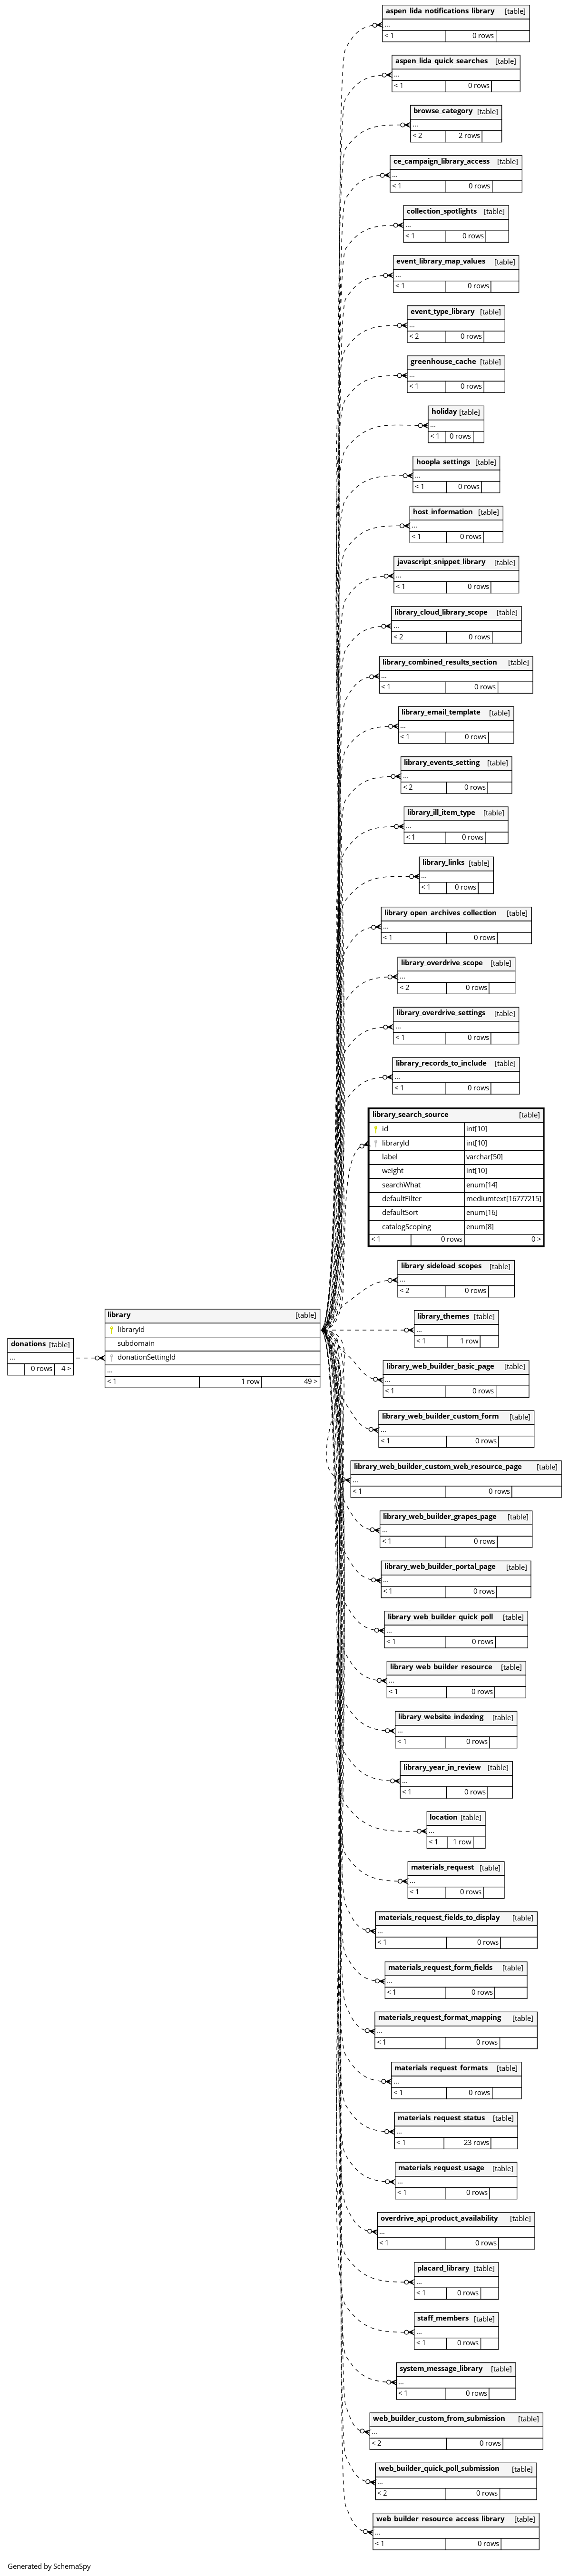 aspen_lida_notifications_library [table]
...
< 1 0 rows
aspen_lida_quick_searches [table]
...
< 1 0 rows
browse_category [table]
...
< 2 2 rows
ce_campaign_library_access [table]
...
< 1 0 rows
collection_spotlights [table]
...
< 1 0 rows
event_library_map_values [table]
...
< 1 0 rows
event_type_library [table]
...
< 2 0 rows
greenhouse_cache [table]
...
< 1 0 rows
holiday [table]
...
< 1 0 rows
hoopla_settings [table]
...
< 1 0 rows
host_information [table]
...
< 1 0 rows
javascript_snippet_library [table]
...
< 1 0 rows
library_cloud_library_scope [table]
...
< 2 0 rows
library_combined_results_section [table]
...
< 1 0 rows
library_email_template [table]
...
< 1 0 rows
library_events_setting [table]
...
< 2 0 rows
library_ill_item_type [table]
...
< 1 0 rows
library_links [table]
...
< 1 0 rows
library_open_archives_collection [table]
...
< 1 0 rows
library_overdrive_scope [table]
...
< 2 0 rows
library_overdrive_settings [table]
...
< 1 0 rows
library_records_to_include [table]
...
< 1 0 rows
library_search_source [table]
id int[10]
libraryId int[10]
label varchar[50]
weight int[10]
searchWhat enum[14]
defaultFilter mediumtext[16777215]
defaultSort enum[16]
catalogScoping enum[8]
< 1 0 rows 0 >
library_sideload_scopes [table]
...
< 2 0 rows
donations [table]
...
0 rows 4 >
library [table]
libraryId
subdomain
donationSettingId
...
< 1 1 row 49 >
library_themes [table]
...
< 1 1 row
library_web_builder_basic_page [table]
...
< 1 0 rows
library_web_builder_custom_form [table]
...
< 1 0 rows
library_web_builder_custom_web_resource_page [table]
...
< 1 0 rows
library_web_builder_grapes_page [table]
...
< 1 0 rows
library_web_builder_portal_page [table]
...
< 1 0 rows
library_web_builder_quick_poll [table]
...
< 1 0 rows
library_web_builder_resource [table]
...
< 1 0 rows
library_website_indexing [table]
...
< 1 0 rows
library_year_in_review [table]
...
< 1 0 rows
location [table]
...
< 1 1 row
materials_request [table]
...
< 1 0 rows
materials_request_fields_to_display [table]
...
< 1 0 rows
materials_request_form_fields [table]
...
< 1 0 rows
materials_request_format_mapping [table]
...
< 1 0 rows
materials_request_formats [table]
...
< 1 0 rows
materials_request_status [table]
...
< 1 23 rows
materials_request_usage [table]
...
< 1 0 rows
overdrive_api_product_availability [table]
...
< 1 0 rows
placard_library [table]
...
< 1 0 rows
staff_members [table]
...
< 1 0 rows
system_message_library [table]
...
< 1 0 rows
web_builder_custom_from_submission [table]
...
< 2 0 rows
web_builder_quick_poll_submission [table]
...
< 2 0 rows
web_builder_resource_access_library [table]
...
< 1 0 rows
Generated by SchemaSpy